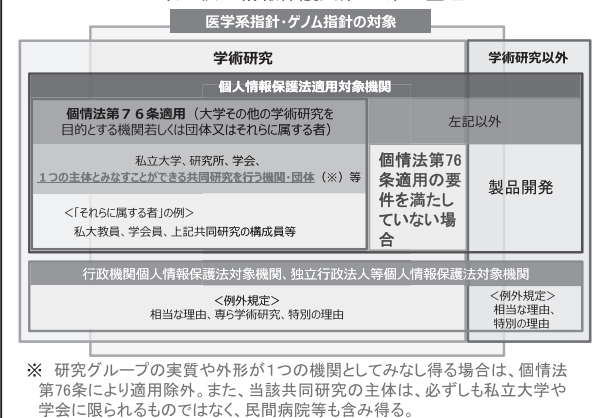 医学系指針・ゲノム指針の対象
学術研究
学術研究以外
個人情報保護法適用対象機関
個情法第７６条適用（大学その他の学術研究を
目的とする機関若しくは団体又はそれらに属する者）
左記以外
私立大学、研究所、学会、
１つの主体とみなすことができる共同研究を行う機関・団体（※）等
＜「それらに属する者」の例＞
私大教員、学会員、上記共同研究の構成員等
個情法第76
条適用の要
件を満たし
ていない場
合
製品開発
行政機関個人情報保護法対象機関、独立行政法人等個人情報保護法対象機関
＜例外規定＞
相当な理由、専ら学術研究、特別の理由
＜例外規定＞
相当な理由、
特別の理由
※ 研究グループの実質や外形が１つの機関としてみなし得る場合は、個情法
第76条により適用除外。また、当該共同研究の主体は、必ずしも私立大学や
学会に限られるものではなく、民間病院等も含み得る。